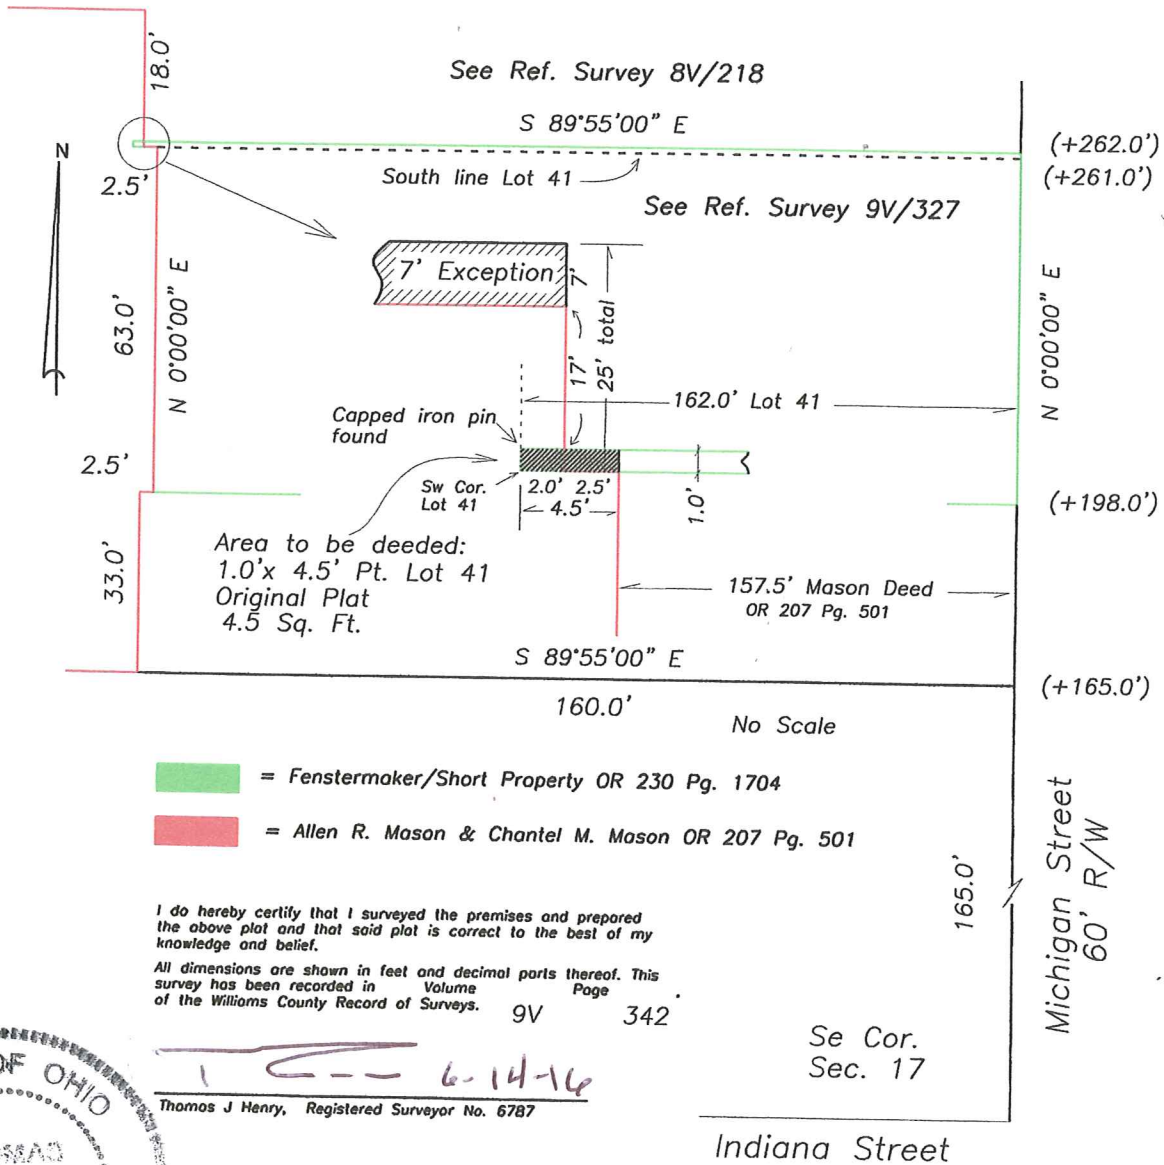 18.0'
See Ref. Survey 8V/218
S 89°55'00" E
(+262.0')
N
2.5'
South line Lot 41
(+261.0')
See Ref. Survey 9V/327
7' Exception
7'
25' total
17'
63.0'
N 0°00'00" E
N 0°00'00" E
162.0' Lot 41
Capped iron pin
found
2.5'
Sw Cor.
Lot 41
2.0' 2.5'
4.5'
1.0'
(+198.0')
Area to be deeded:
1.0'x 4.5' Pt. Lot 41
Original Plat
4.5 Sq. Ft.
33.0'
157.5' Mason Deed
OR 207 Pg. 501
S 89°55'00" E
160.0'
(+165.0')
No Scale
= Fenstermaker/Short Property OR 230 Pg. 1704
= Allen R. Mason & Chantel M. Mason OR 207 Pg. 501
165.0'
Michigan Street
60' R/W
I do hereby certify that I surveyed the premises and prepared
the above plat and that said plat is correct to the best of my
knowledge and belief.
All dimensions are shown in feet and decimal parts thereof. This
survey has been recorded in Volume Page .
of the Williams County Record of Surveys. 9V 342
6-14-16
Thomas J Henry, Registered Surveyor No. 6787
Se Cor.
Sec. 17
Indiana Street
OF OHIO